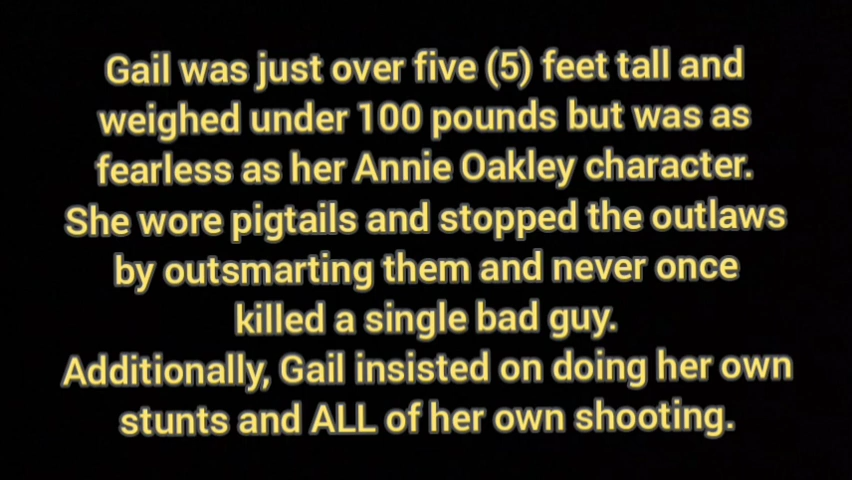 Gail was just over five (5) feet tall and
weighed under 100 pounds but was as
fearless as her Annie Oakley character.
She wore pigtails and stopped the outlaws
by outsmarting them and never once
killed a single bad guy.
Additionally, Gail insisted on doing her own
stunts and ALL of her own shooting.